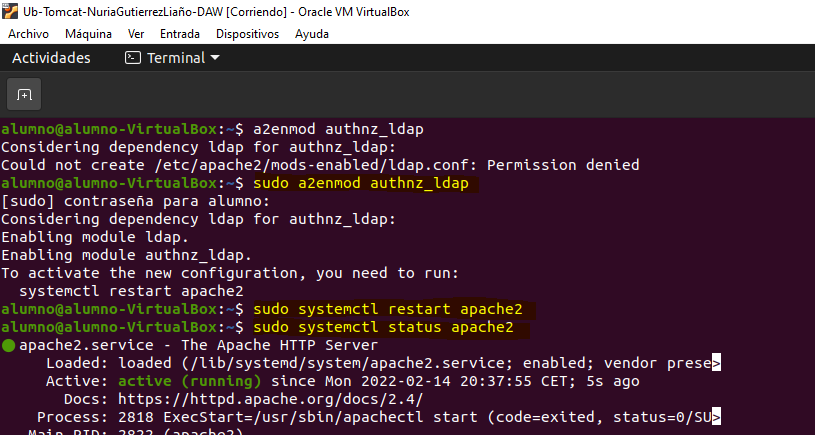 Ub-Tomcat-NuriaGutierrezLiaño-DAW [Corriendo] - Oracle VM VirtualBox
Archivo Máquina Ver Entrada Dispositivos Ayuda
Actividades Terminal
alumno@alumno-VirtualBox:~$ a2enmod authnz_ldap
Considering dependency ldap for authnz_ldap:
Could not create /etc/apache2/mods-enabled/ldap.conf: Permission denied
alumno@alumno-VirtualBox:~$ sudo a2enmod authnz_ldap
[sudo] contraseña para alumno:
Considering dependency ldap for authnz_ldap:
Enabling module ldap.
Enabling module authnz_ldap.
To activate the new configuration, you need to run:
  systemctl restart apache2
alumno@alumno-VirtualBox:~$ sudo systemctl restart apache2
alumno@alumno-VirtualBox:~$ sudo systemctl status apache2
● apache2.service - The Apache HTTP Server
     Loaded: loaded (/lib/systemd/system/apache2.service; enabled; vendor prese>
     Active: active (running) since Mon 2022-02-14 20:37:55 CET; 5s ago
       Docs: https://httpd.apache.org/docs/2.4/
    Process: 2818 ExecStart=/usr/sbin/apachectl start (code=exited, status=0/SU>
   Main PID: 2822 (apache2)